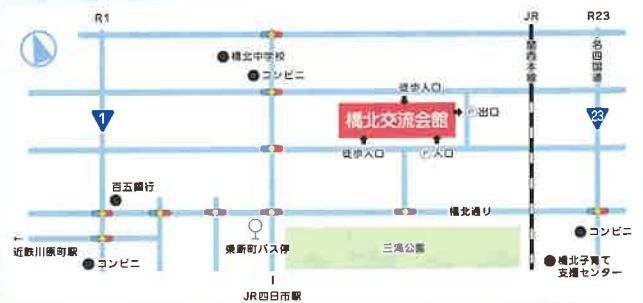 R1
JR
R23
関西本線
名四国道
橋北中学校
コンビニ
徒歩入口
1
橋北交流会館
P出口
23
徒歩入口
P入口
百五銀行
橋北通り
近鉄川原町駅
乗新町バス停
三滝公園
コンビニ
コンビニ
橋北子育て
支援センター
JR四日市駅